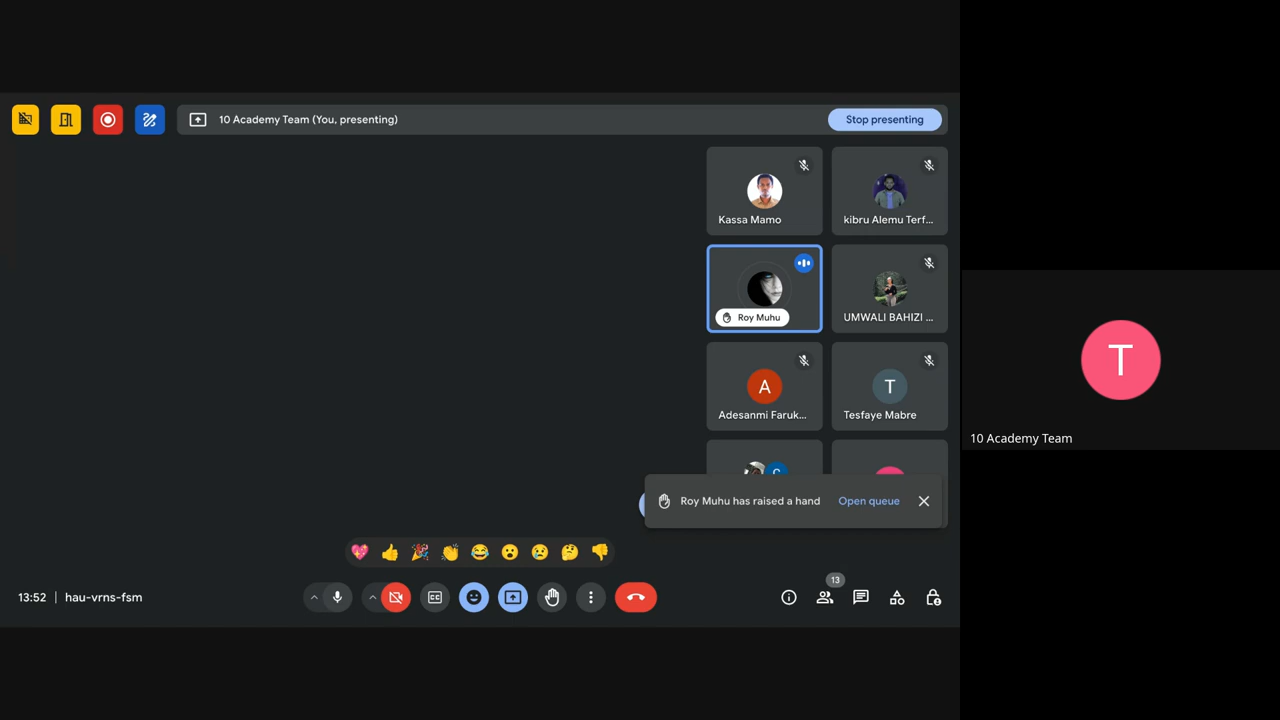 10 Academy Team (You, presenting)
Stop presenting
Kassa Mamo
kibru Alemu Terf...
Roy Muhu
UMWALI BAHIZI ...
A
T
Adesanmi Faruk...
Tesfaye Mabre
C
Roy Muhu has raised a hand
Open queue
13:52 | hau-vrns-fsm
CC
13
T
10 Academy Team